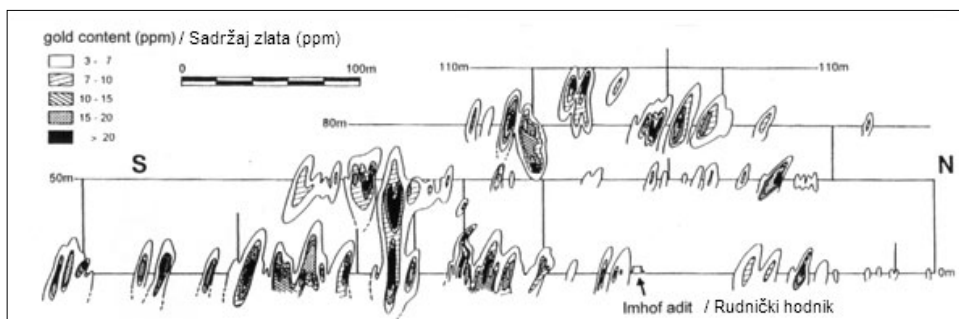 gold content (ppm) / Sadržaj zlata (ppm)
3 - 7
7 - 10
10 - 15
15 - 20
> 20
0 100m
110m 110m
80m
S N
50m
0m
Imhof adit / Rudnički hodnik